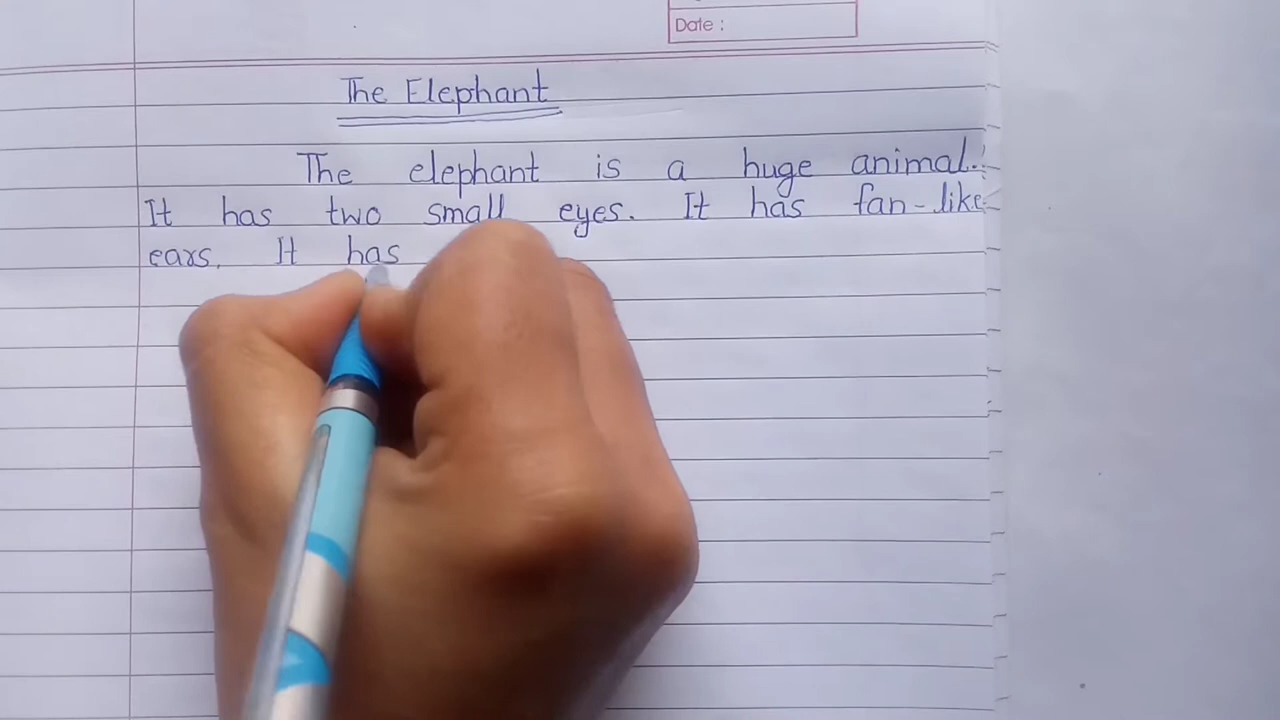 Date :
The Elephant
The elephant is a huge animal.
It has two small eyes. It has fan-like
ears. It has